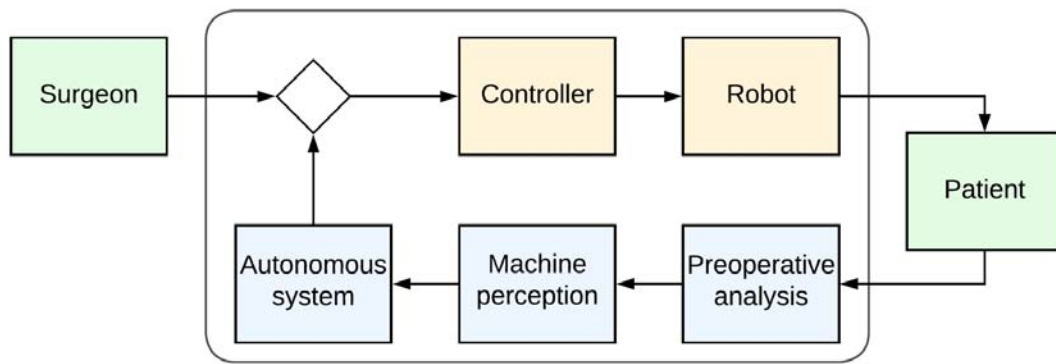 Surgeon
Controller
Robot
Patient
Autonomous
system
Machine
perception
Preoperative
analysis